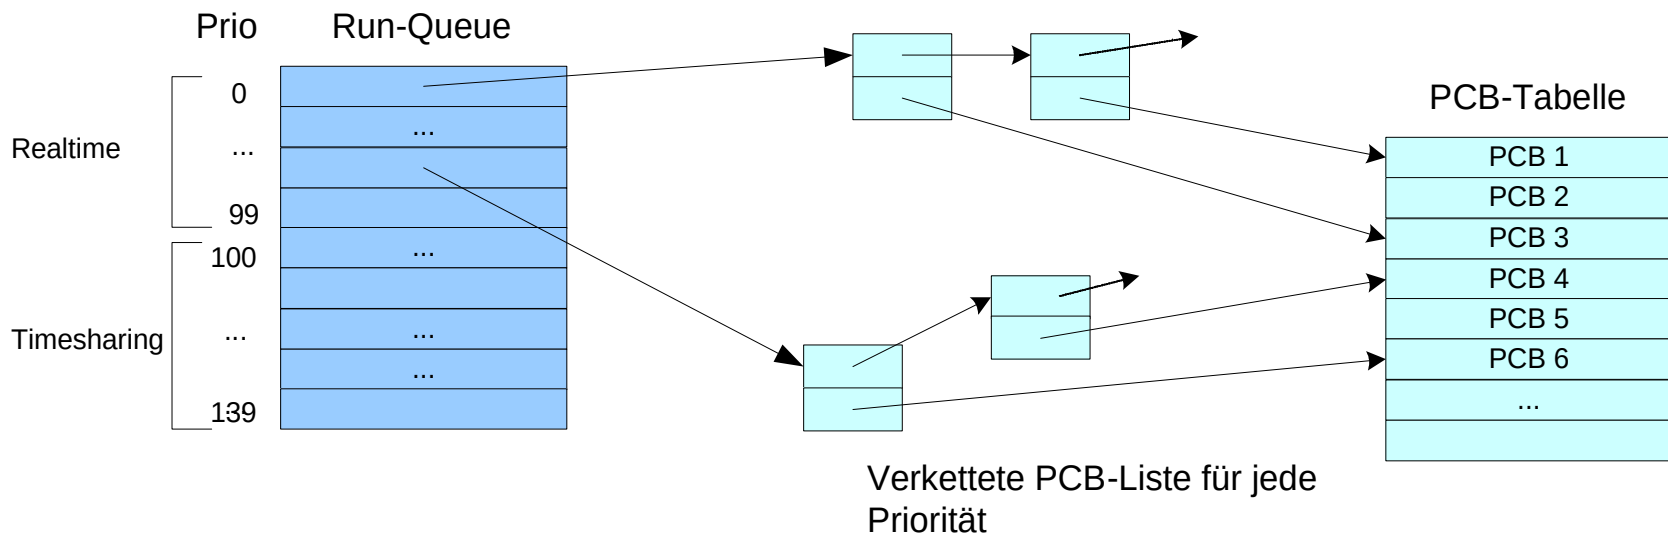 Prio
Run-Queue
PCB-Tabelle
Realtime
0
...
99
Timesharing
100
...
139
...
...
...
...
PCB 1
PCB 2
PCB 3
PCB 4
PCB 5
PCB 6
...
Verkettete PCB-Liste für jede
Priorität